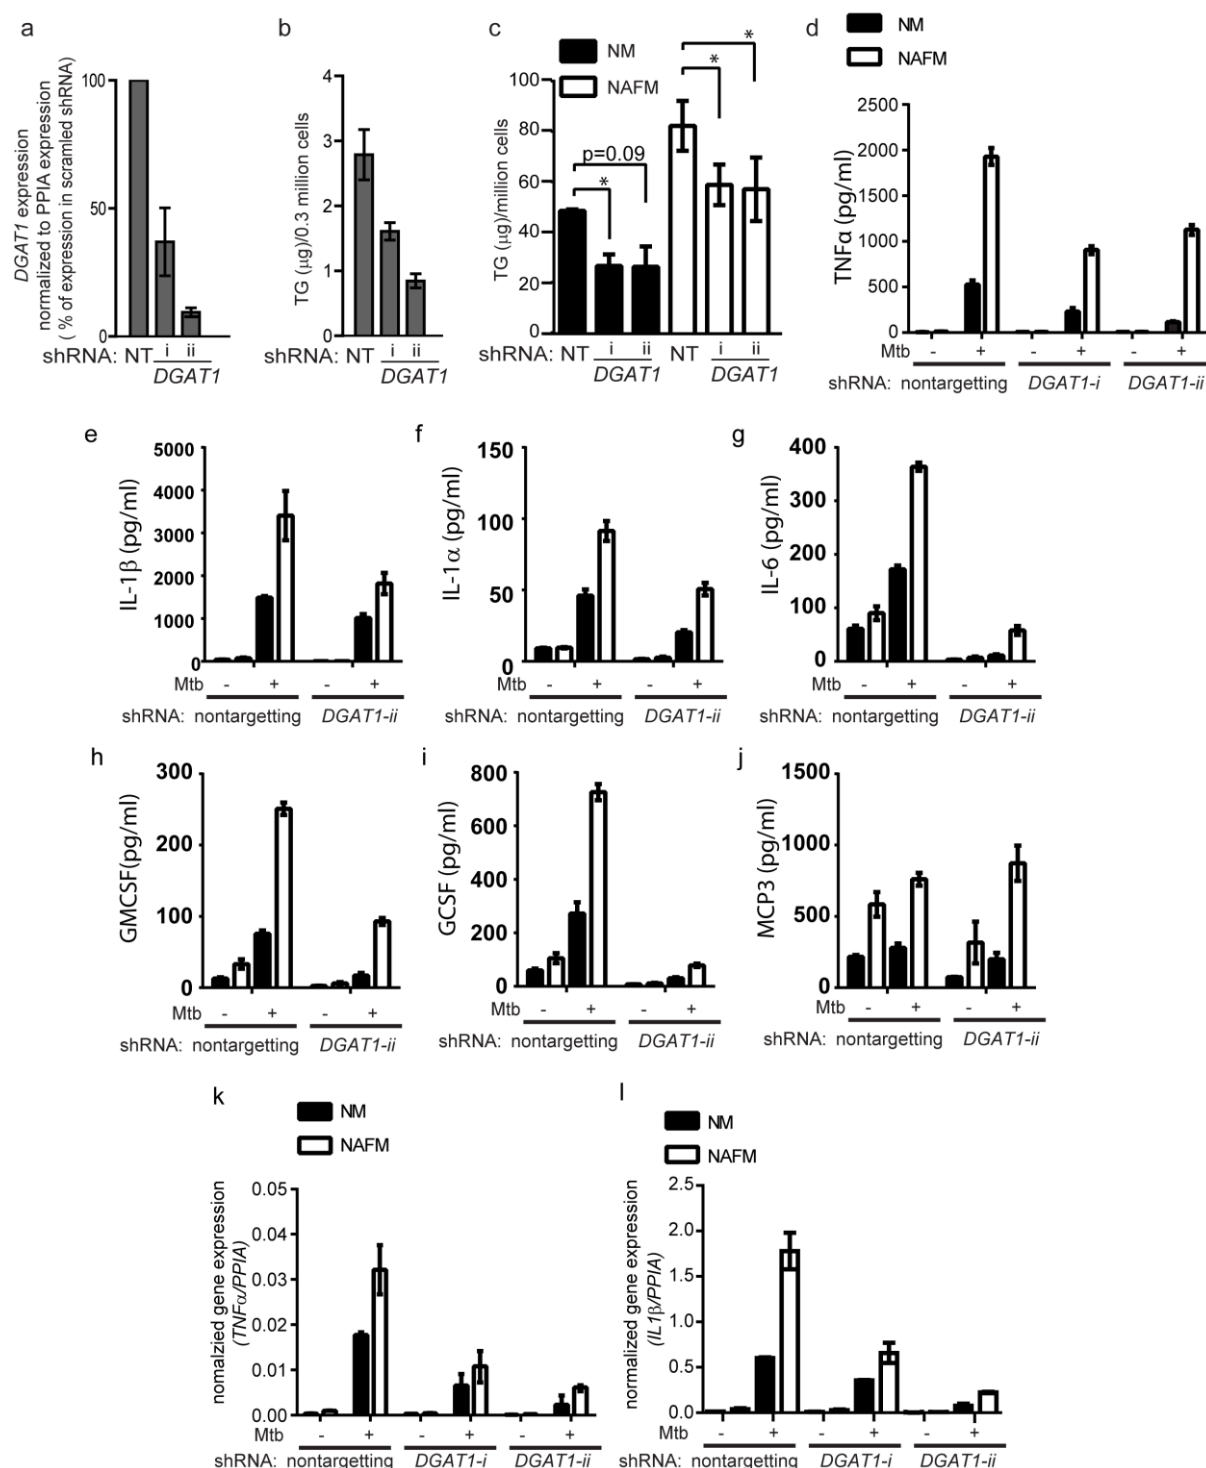 a
DGAT1 expression
normalized to PPIA expression
( % of expression in scrambled shRNA)
100
50
0
shRNA: NT i ii
DGAT1
b
TG (µg)/0.3 million cells
4
3
2
1
0
shRNA: NT i ii
DGAT1
c
NM
NAFM
TG (µg)/million cells
100
80
60
40
20
0
p=0.09
*
*
*
NT i ii NT i ii
DGAT1 DGAT1
d
NM
NAFM
TNFα (pg/ml)
2500
2000
1500
1000
500
0
Mtb - + - + - +
shRNA: nontargetting DGAT1-i DGAT1-ii
e
IL-1β (pg/ml)
5000
4000
3000
2000
1000
0
Mtb - + - +
shRNA: nontargetting DGAT1-ii
f
IL-1α (pg/ml)
150
100
50
0
Mtb - + - +
shRNA: nontargetting DGAT1-ii
g
IL-6 (pg/ml)
400
300
200
100
0
Mtb - + - +
shRNA: nontargetting DGAT1-ii
h
GMCSF(pg/ml)
300
200
100
0
Mtb - + - +
shRNA: nontargetting DGAT1-ii
i
GCSF (pg/ml)
800
600
400
200
0
Mtb - + - +
shRNA: nontargetting DGAT1-ii
j
MCP3 (pg/ml)
1500
1000
500
0
Mtb - + - +
shRNA: nontargetting DGAT1-ii
k
NM
NAFM
nomalzied gene expression
(TNFα/PPIA)
0.05
0.04
0.03
0.02
0.01
0.00
Mtb - + - + - +
shRNA: nontargetting DGAT1-i DGAT1-ii
l
NM
NAFM
normalized gene expression
(IL1β/PPIA)
2.5
2.0
1.5
1.0
0.5
0.0
Mtb - + - + - +
shRNA: nontargetting DGAT1-i DGAT1-ii